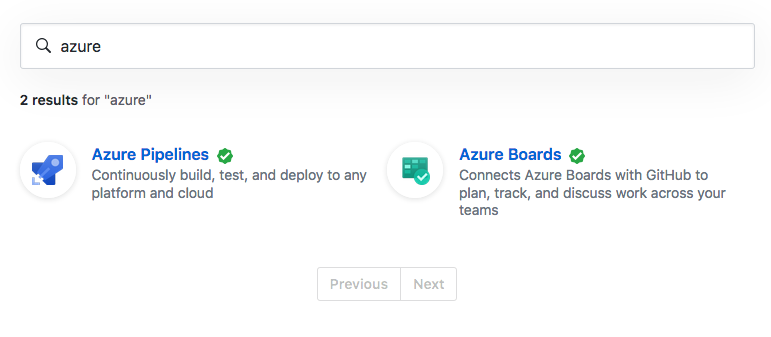 azure
2 results for "azure"
Azure Pipelines
Continuously build, test, and deploy to any
platform and cloud
Azure Boards
Connects Azure Boards with GitHub to
plan, track, and discuss work across your
teams
Previous
Next